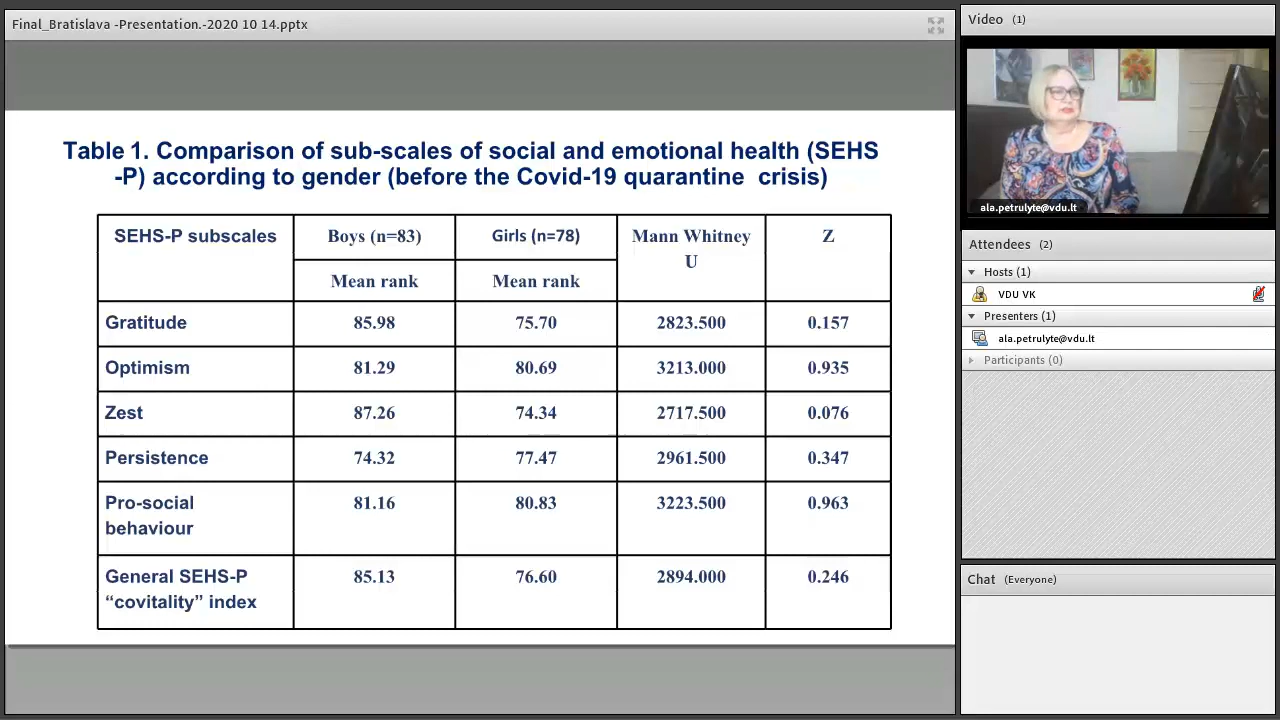 Final_Bratislava -Presentation.-2020 10 14.pptx
Table 1. Comparison of sub-scales of social and emotional health (SEHS
-P) according to gender (before the Covid-19 quarantine crisis)
SEHS-P subscales Boys (n=83) Girls (n=78) Mann Whitney U Z
Mean rank Mean rank
Gratitude 85.98 75.70 2823.500 0.157
Optimism 81.29 80.69 3213.000 0.935
Zest 87.26 74.34 2717.500 0.076
Persistence 74.32 77.47 2961.500 0.347
Pro-social behaviour 81.16 80.83 3223.500 0.963
General SEHS-P “covitality” index 85.13 76.60 2894.000 0.246
Video (1)
ala.petrulyte@vdu.lt
Attendees (2)
Hosts (1)
VDU VK
Presenters (1)
ala.petrulyte@vdu.lt
Participants (0)
Chat (Everyone)